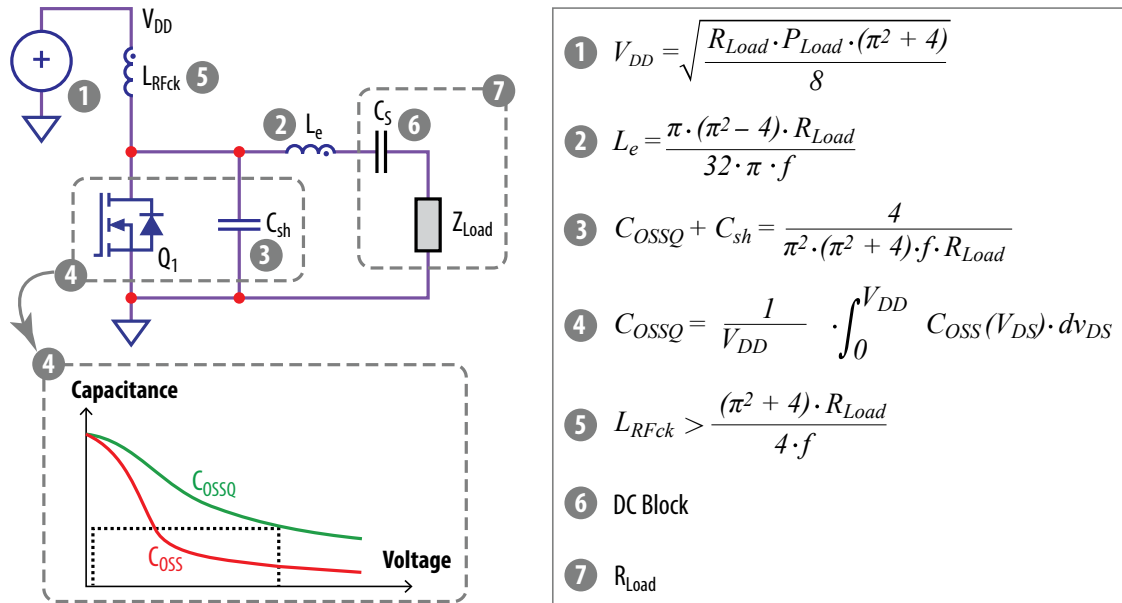 V_DD
L_RFck 5
1
7
C_S
2 L_e 6
C_sh
Z_Load
Q_1 3
4
4
Capacitance
C_OSSQ
C_OSS
Voltage
1 V_DD = √(R_Load · P_Load · (π² + 4) / 8)
2 L_e = π · (π² – 4) · R_Load / 32 · π · f
3 C_OSSQ + C_sh = 4 / π² · (π² + 4) · f · R_Load
4 C_OSSQ = 1 / V_DD · ∫_0^V_DD C_OSS (V_DS) · dv_DS
5 L_RFck > (π² + 4) · R_Load / 4 · f
6 DC Block
7 R_Load